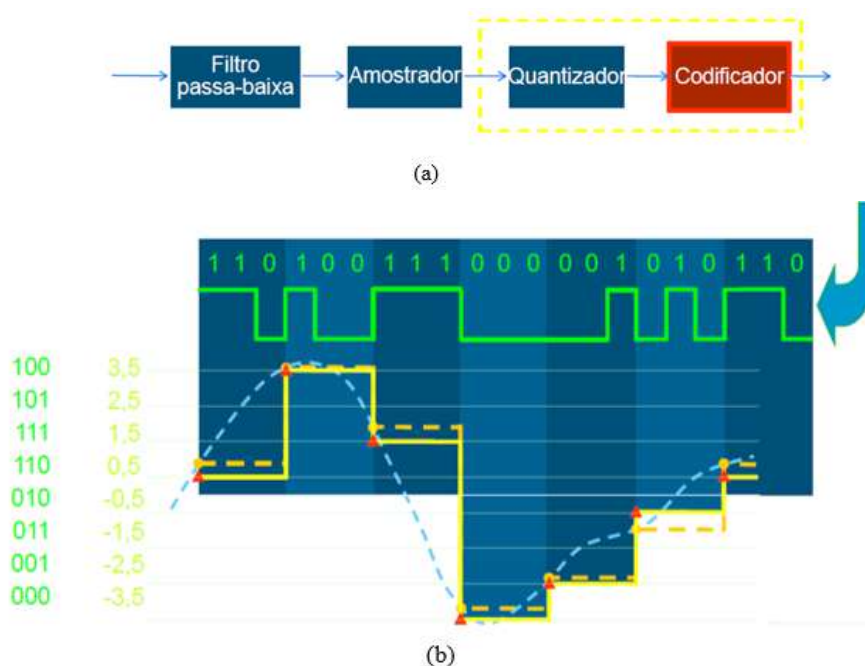 Filtro
passa-baixa
Amostrador
Quantizador
Codificador
(a)
1 1 0 1 0 0 1 1 1 0 0 0 0 0 1 0 1 0 1 1 0
100 3,5
101 2,5
111 1,5
110 0,5
010 -0,5
011 -1,5
001 -2,5
000 -3,5
(b)